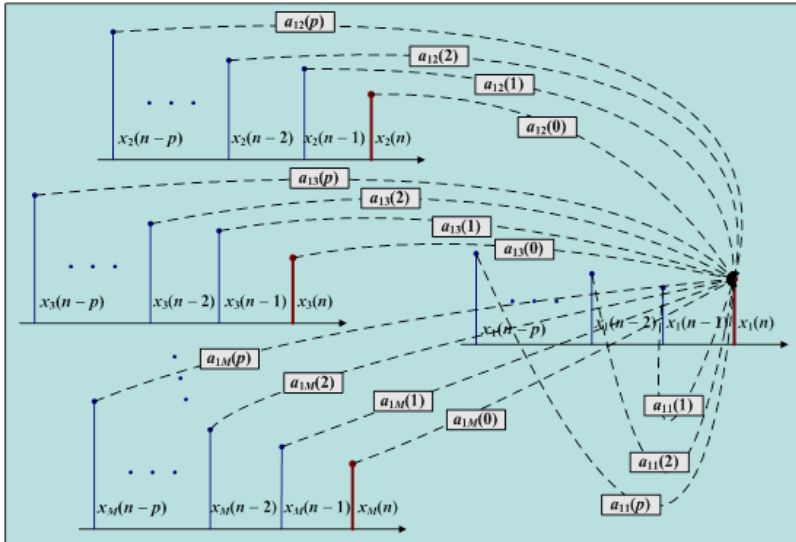 a₁₂(p)
a₁₂(2)
a₁₂(1)
a₁₂(0)
x₂(n−p) x₂(n−2) x₂(n−1) x₂(n)
a₁₃(p)
a₁₃(2)
a₁₃(1)
a₁₃(0)
x₃(n−p) x₃(n−2) x₃(n−1) x₃(n)
x₁(n−p) x₁(n−2) x₁(n−1) x₁(n)
a₁M(p)
a₁M(2)
a₁M(1)
a₁M(0)
a₁₁(1)
a₁₁(2)
a₁₁(p)
xM(n−p) xM(n−2) xM(n−1) xM(n)